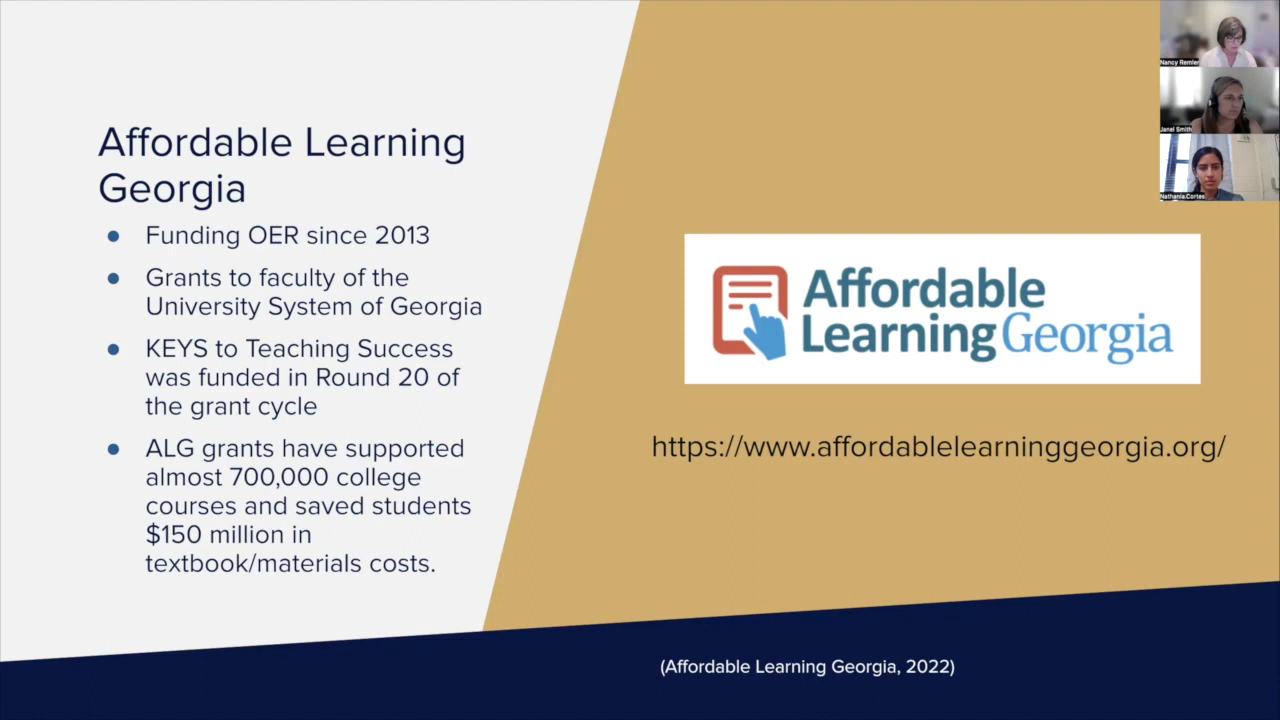 Affordable Learning
Georgia
● Funding OER since 2013
● Grants to faculty of the
University System of Georgia
● KEYS to Teaching Success
was funded in Round 20 of
the grant cycle
● ALG grants have supported
almost 700,000 college
courses and saved students
$150 million in
textbook/materials costs.
Affordable
Learning Georgia
https://www.affordablelearninggeorgia.org/
(Affordable Learning Georgia, 2022)
Nancy Remler
Janel Smith
Nathania.Cortes